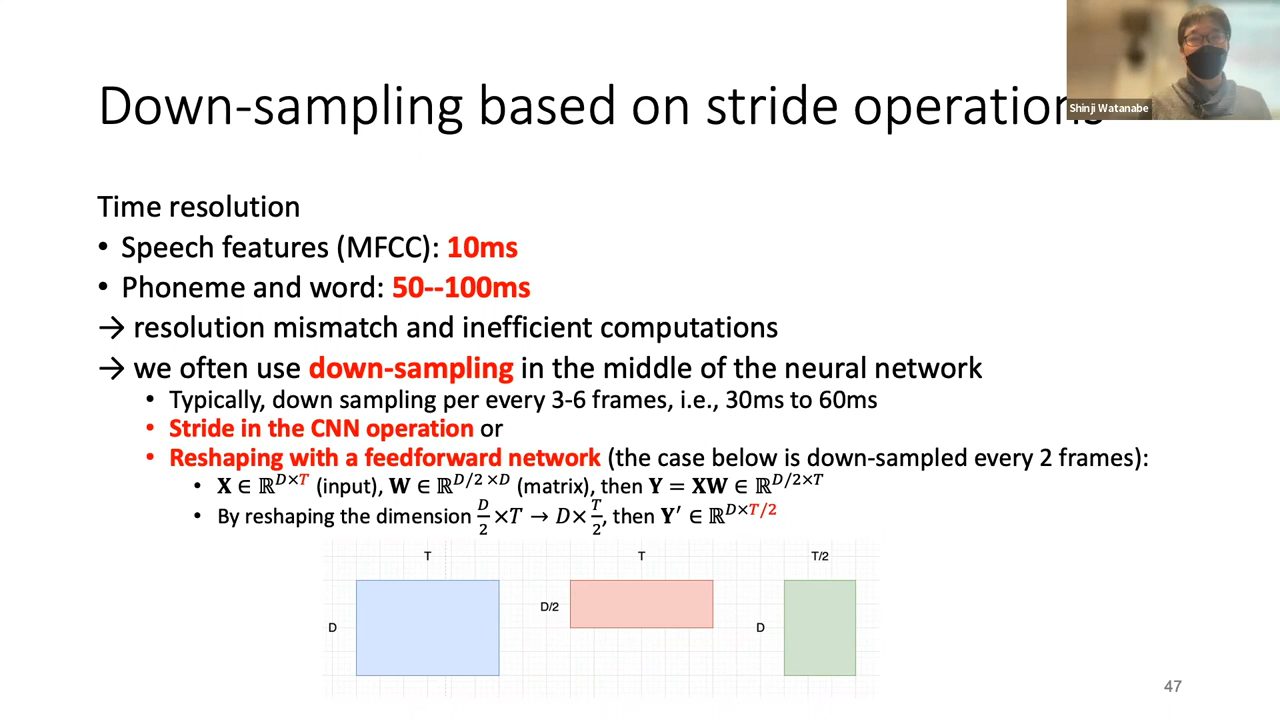 Down-sampling based on stride operations
Shinji Watanabe
Time resolution
• Speech features (MFCC): 10ms
• Phoneme and word: 50--100ms
→ resolution mismatch and inefficient computations
→ we often use down-sampling in the middle of the neural network
• Typically, down sampling per every 3-6 frames, i.e., 30ms to 60ms
• Stride in the CNN operation or
• Reshaping with a feedforward network (the case below is down-sampled every 2 frames):
• X ∈ ℝ^{D×T} (input), W ∈ ℝ^{D/2 ×D} (matrix), then Y = XW ∈ ℝ^{D/2×T}
• By reshaping the dimension D/2 ×T → D× T/2, then Y′ ∈ ℝ^{D×T/2}
T T T/2
D/2
D D
47